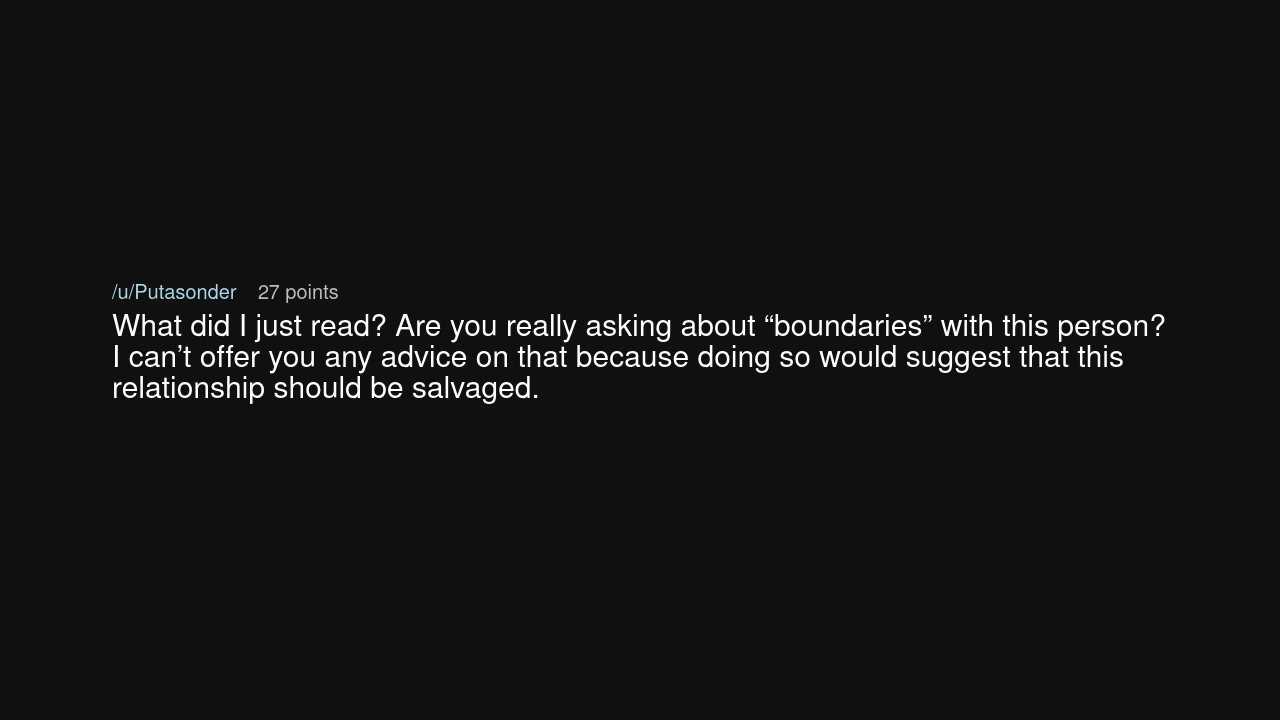 /u/Putasonder 27 points
What did I just read? Are you really asking about “boundaries” with this person?
I can’t offer you any advice on that because doing so would suggest that this
relationship should be salvaged.